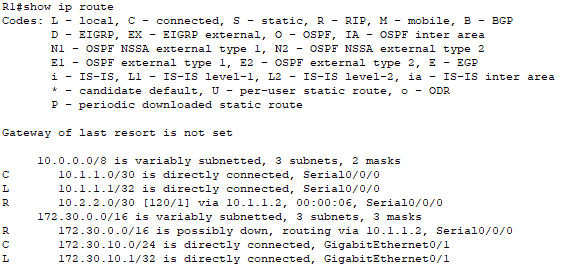 R1#show ip route
Codes: L - local, C - connected, S - static, R - RIP, M - mobile, B - BGP
       D - EIGRP, EX - EIGRP external, O - OSPF, IA - OSPF inter area
       N1 - OSPF NSSA external type 1, N2 - OSPF NSSA external type 2
       E1 - OSPF external type 1, E2 - OSPF external type 2, E - EGP
       i - IS-IS, L1 - IS-IS level-1, L2 - IS-IS level-2, ia - IS-IS inter area
       * - candidate default, U - per-user static route, o - ODR
       P - periodic downloaded static route

Gateway of last resort is not set

     10.0.0.0/8 is variably subnetted, 3 subnets, 2 masks
C       10.1.1.0/30 is directly connected, Serial0/0/0
L       10.1.1.1/32 is directly connected, Serial0/0/0
R       10.2.2.0/30 [120/1] via 10.1.1.2, 00:00:06, Serial0/0/0
     172.30.0.0/16 is variably subnetted, 3 subnets, 3 masks
R       172.30.0.0/16 is possibly down, routing via 10.1.1.2, Serial0/0/0
C       172.30.10.0/24 is directly connected, GigabitEthernet0/1
L       172.30.10.1/32 is directly connected, GigabitEthernet0/1